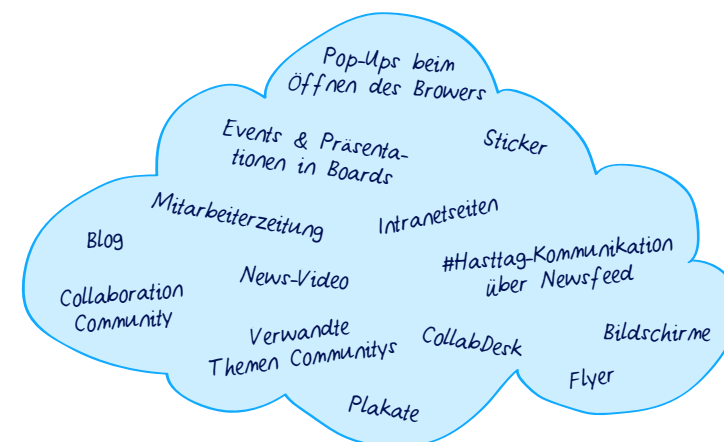 Pop-Ups beim
Öffnen des Browers
Events & Präsenta-
tionen in Boards
Sticker
Mitarbeiterzeitung
Intranetseiten
Blog
#Hasttag-Kommunikation
über Newsfeed
News-Video
Collaboration
Community
Verwandte
Themen Communitys
CollabDesk
Bildschirme
Flyer
Plakate